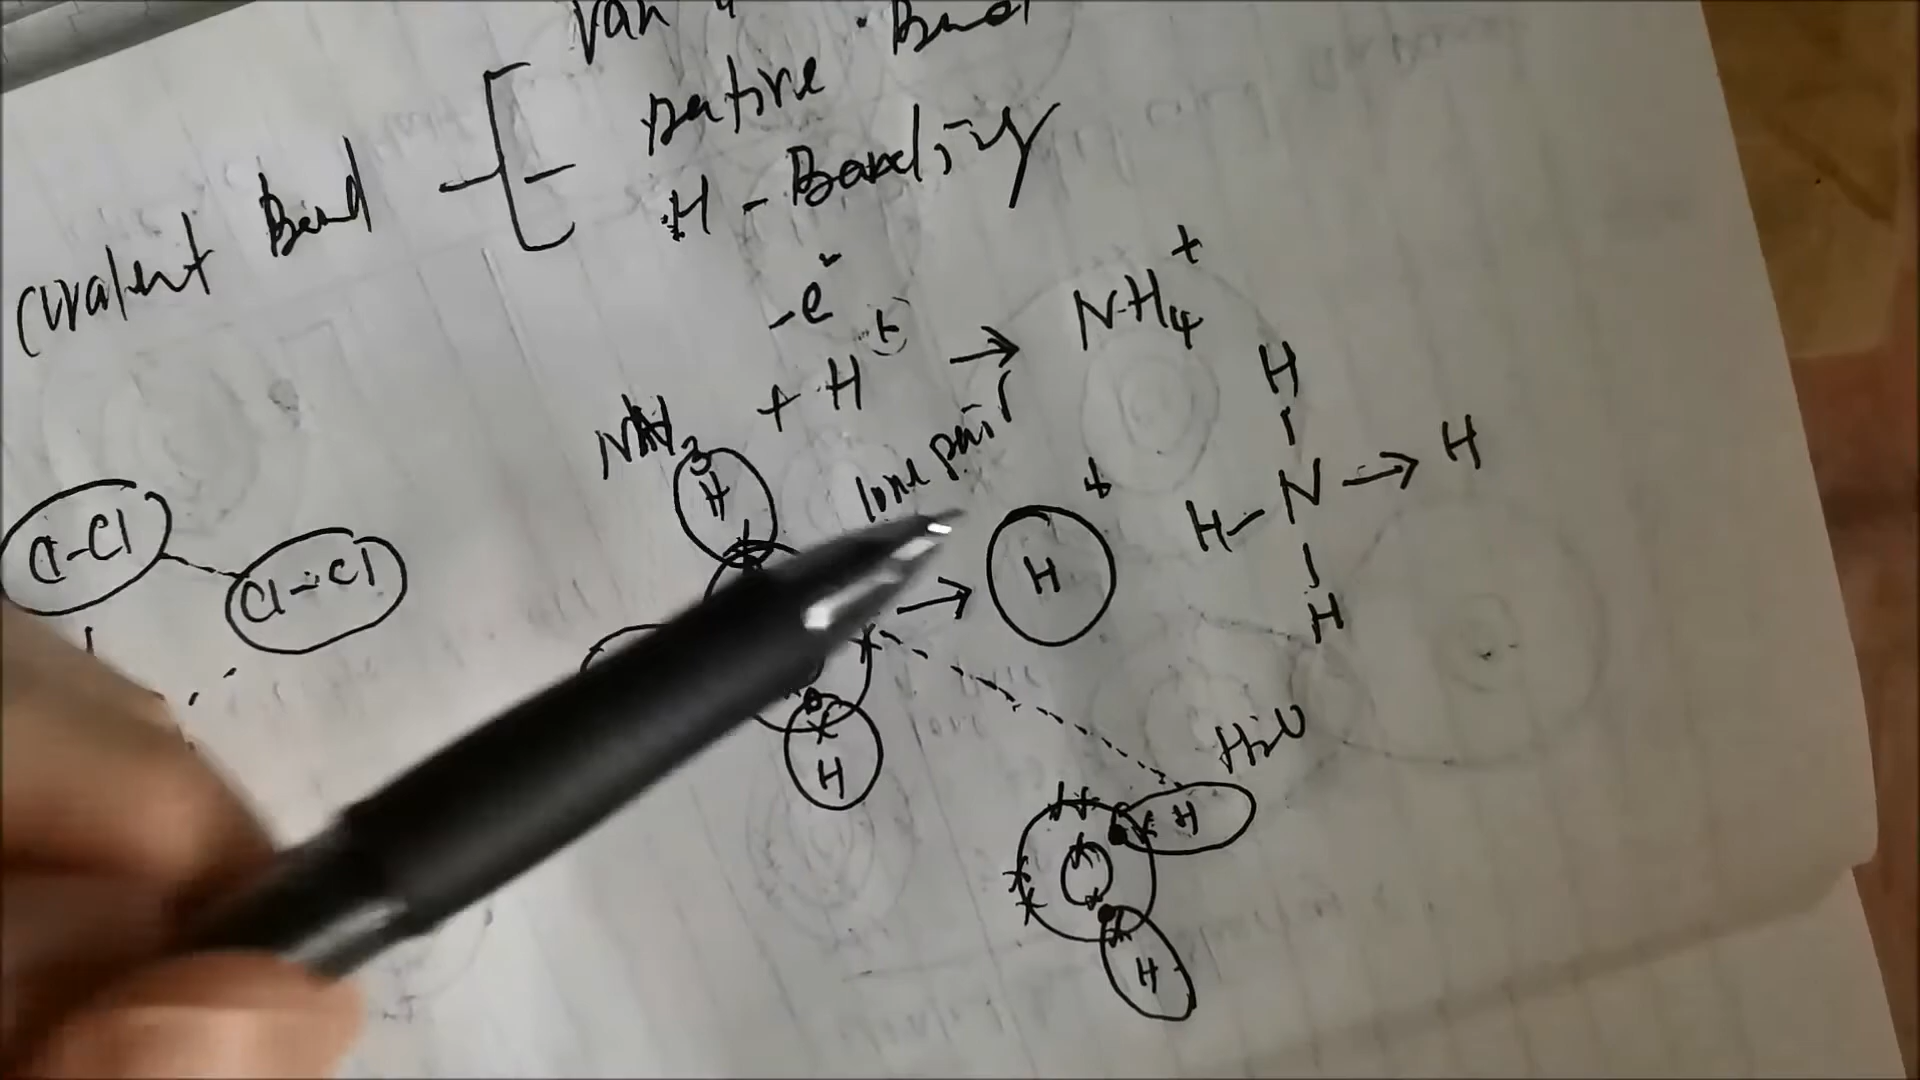 Van
Bond
Dative
Covalent Bond
H - Bonding
-e
NH₃ + H⁺ → NH₄⁺
lone pair
H
H
→ H⁺
H
H-N→H
H
Cl-Cl
Cl-Cl
H₂O
H
H